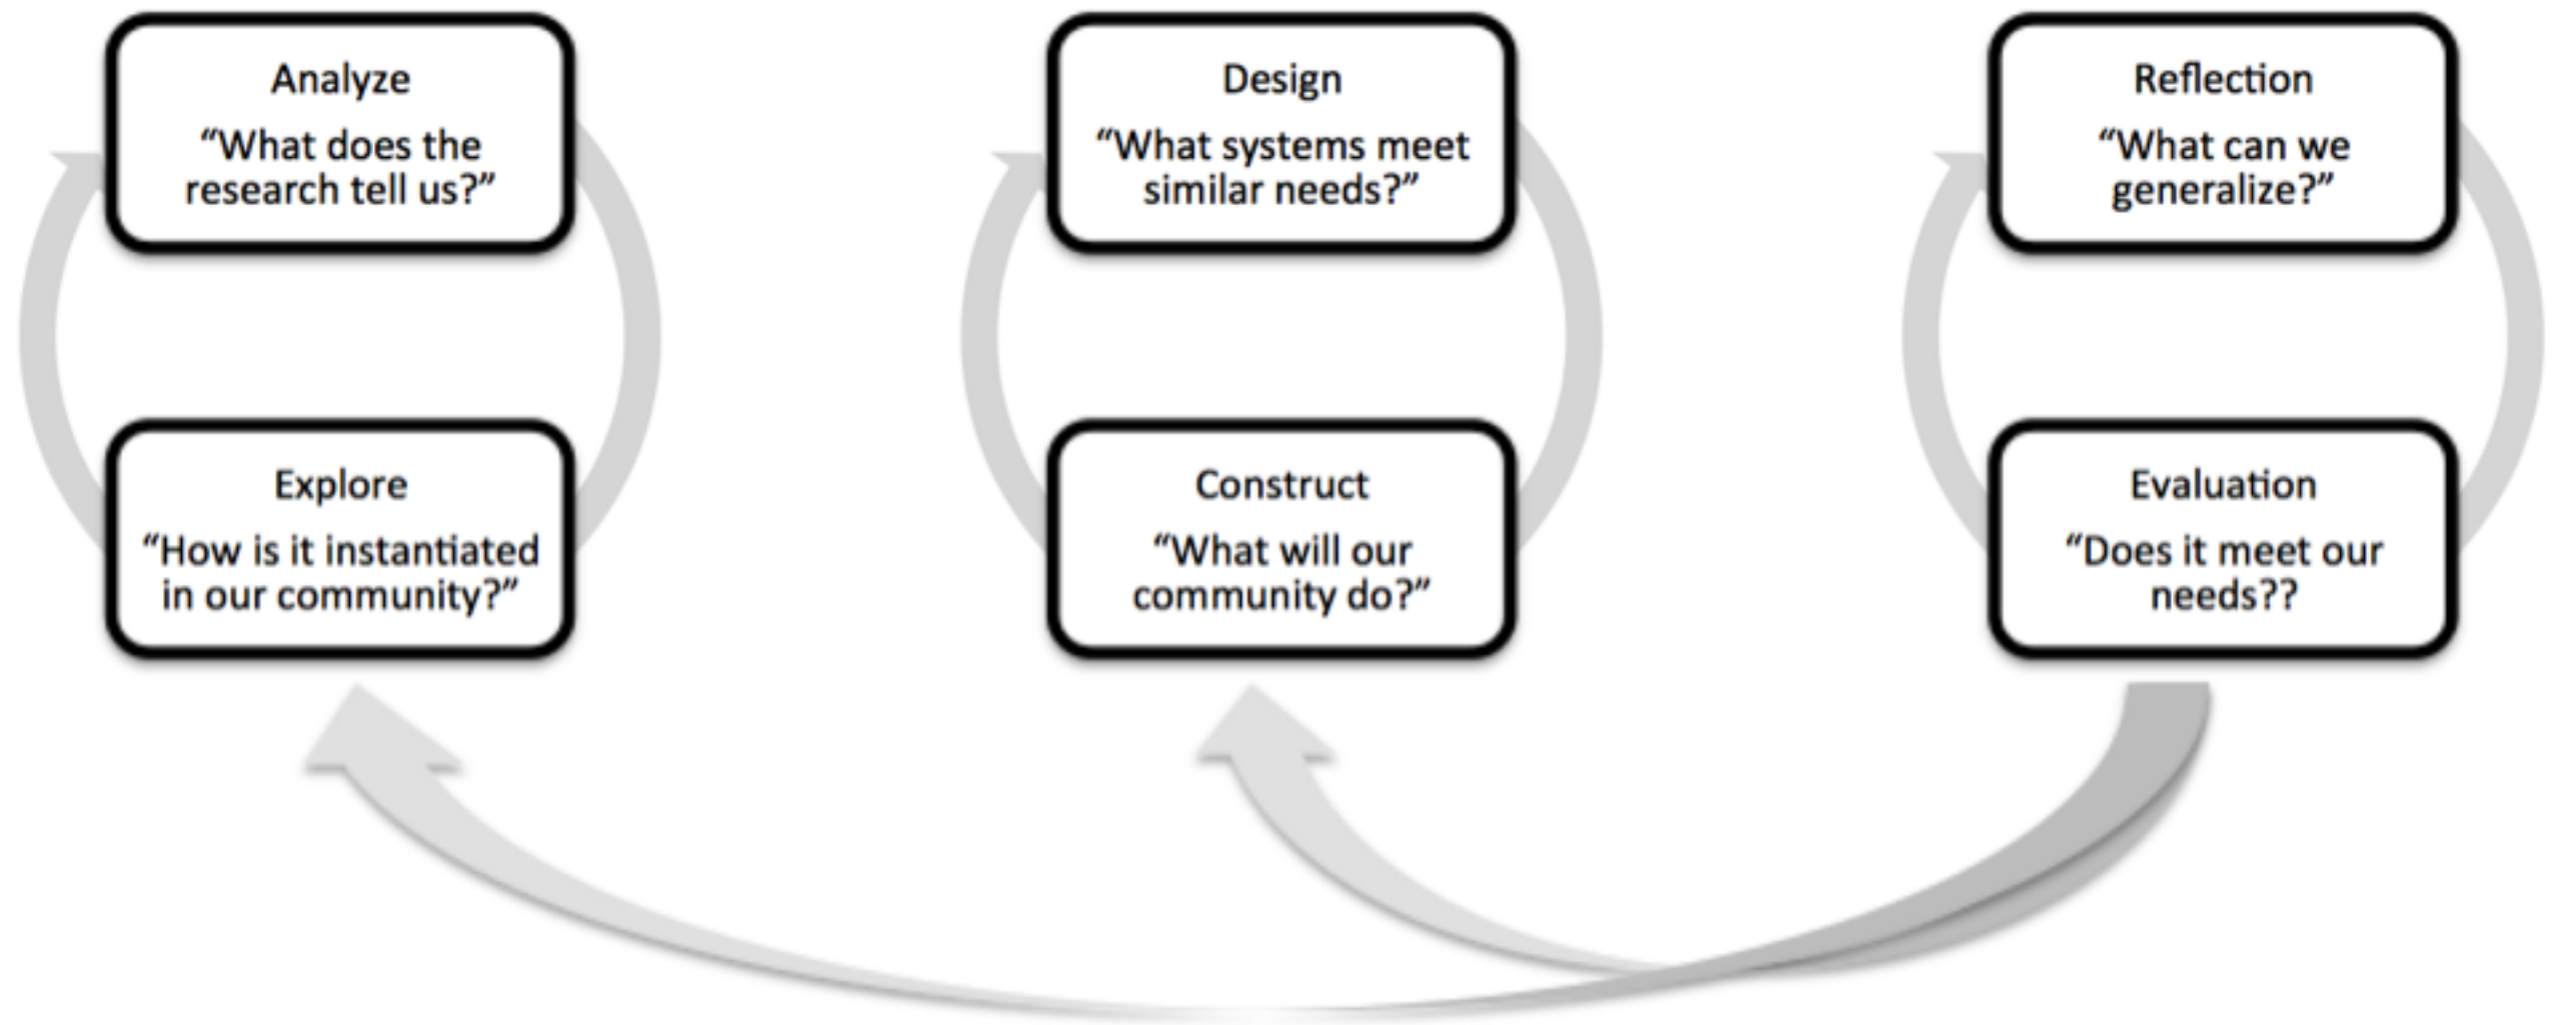 Analyze
“What does the
research tell us?”
Explore
“How is it instantiated
in our community?”
Design
“What systems meet
similar needs?”
Construct
“What will our
community do?”
Reflection
“What can we
generalize?”
Evaluation
“Does it meet our
needs??